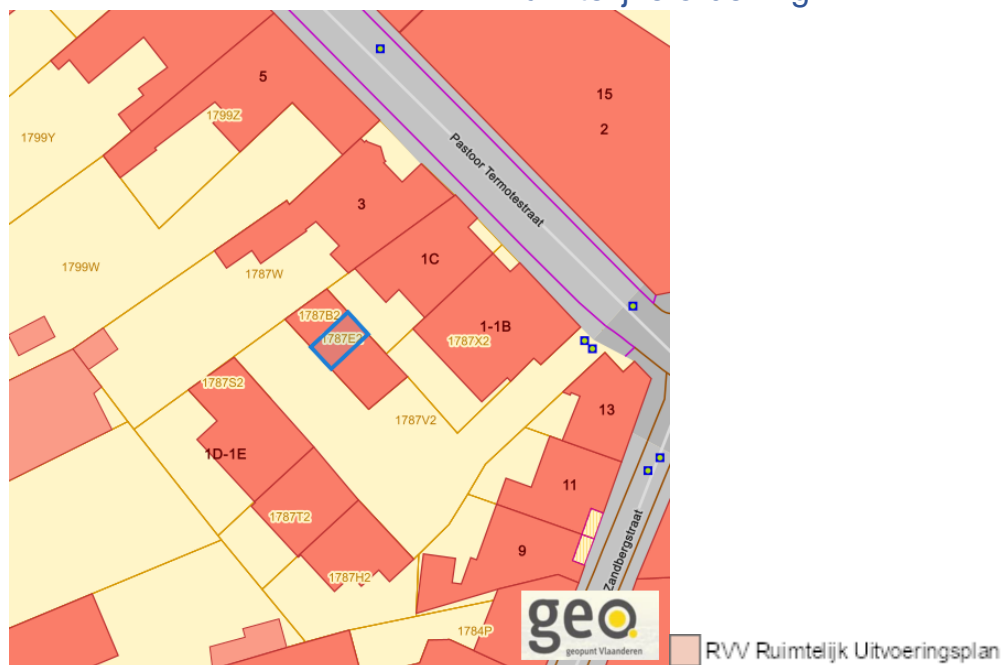 5
15
1799Z
2
1799Y
Pastoor Termotestraat
3
1C
1799W
1787W
1787B2
1-1B
1787E2
1787X2
1787S2
13
1787V2
1D-1E
11
1787T2
Zandbergstraat
9
1787H2
1784P
geo
geopunt Vlaanderen
RVV Ruimtelijk Uitvoeringsplan